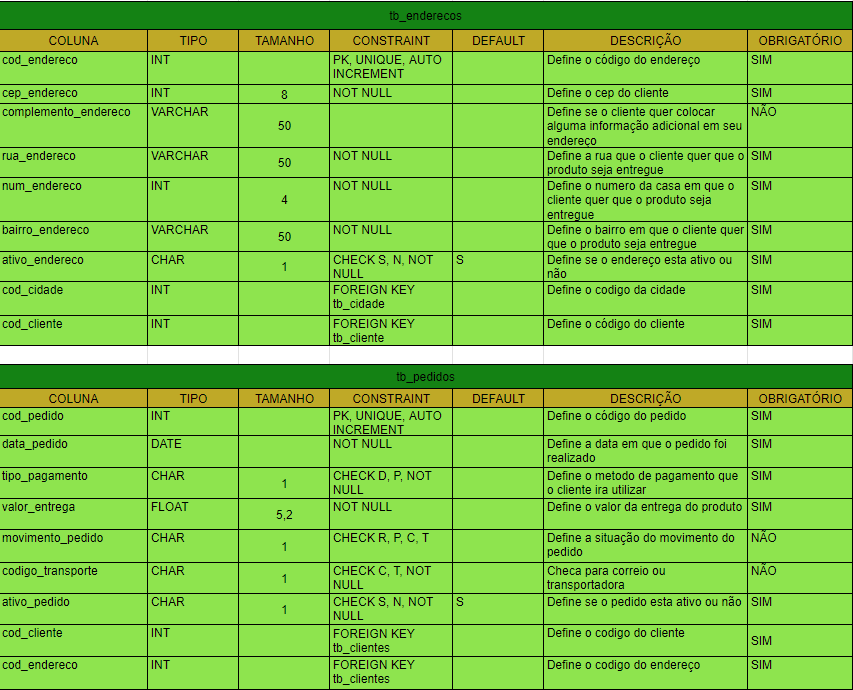 tb_enderecos
COLUNA TIPO TAMANHO CONSTRAINT DEFAULT DESCRIÇÃO OBRIGATÓRIO
cod_endereco INT PK, UNIQUE, AUTO Define o código do endereço SIM
INCREMENT
cep_endereco INT 8 NOT NULL Define o cep do cliente SIM
complemento_endereco VARCHAR 50 Define se o cliente quer colocar NÃO
alguma informação adicional em seu
endereço
rua_endereco VARCHAR 50 NOT NULL Define a rua que o cliente quer que o SIM
produto seja entregue
num_endereco INT 4 NOT NULL Define o numero da casa em que o SIM
cliente quer que o produto seja
entregue
bairro_endereco VARCHAR 50 NOT NULL Define o bairro em que o cliente quer SIM
que o produto seja entregue
ativo_endereco CHAR 1 CHECK S, N, NOT S Define se o endereço esta ativo ou SIM
NULL não
cod_cidade INT FOREIGN KEY Define o codigo da cidade SIM
tb_cidade
cod_cliente INT FOREIGN KEY Define o código do cliente SIM
tb_cliente
tb_pedidos
COLUNA TIPO TAMANHO CONSTRAINT DEFAULT DESCRIÇÃO OBRIGATÓRIO
cod_pedido INT PK, UNIQUE, AUTO Define o código do pedido SIM
INCREMENT
data_pedido DATE NOT NULL Define a data em que o pedido foi SIM
realizado
tipo_pagamento CHAR 1 CHECK D, P, NOT Define o metodo de pagamento que SIM
NULL o cliente ira utilizar
valor_entrega FLOAT 5,2 NOT NULL Define o valor da entrega do produto SIM
movimento_pedido CHAR 1 CHECK R, P, C, T Define a situação do movimento do NÃO
pedido
codigo_transporte CHAR 1 CHECK C, T, NOT Checa para correio ou NÃO
NULL transportadora
ativo_pedido CHAR 1 CHECK S, N, NOT S Define se o pedido esta ativo ou não SIM
NULL
cod_cliente INT FOREIGN KEY Define o codigo do cliente SIM
tb_clientes
cod_endereco INT FOREIGN KEY Define o codigo do endereço SIM
tb_clientes